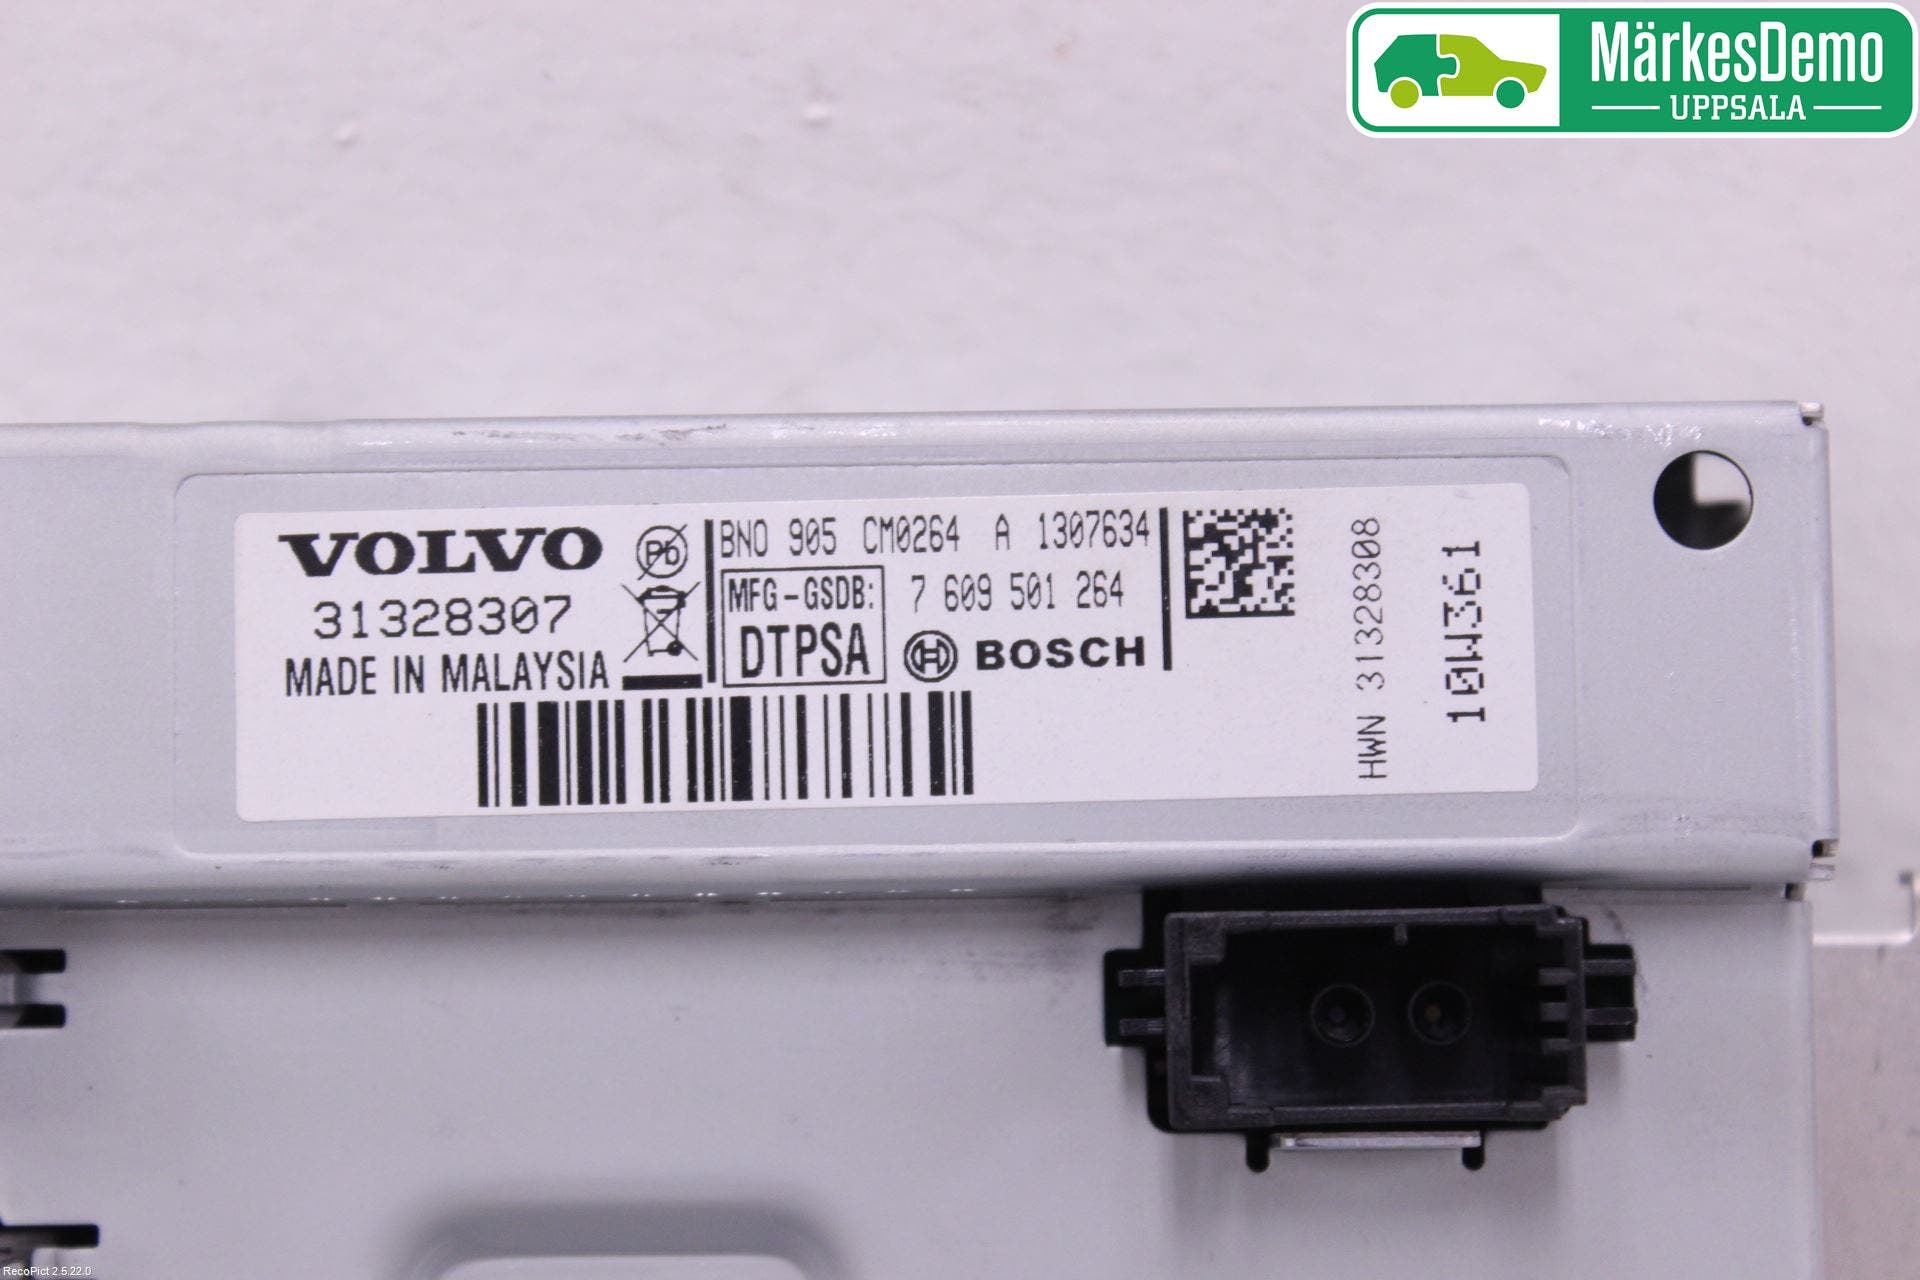 MärkesDemo
UPPSALA
VOLVO
31328307
MADE IN MALAYSIA
Pb
BNO 905 CM0264 A 1307634
MFG-GSDB:
DTPSA
7 609 501 264
BOSCH
HWN 31328308
10W361
RecoPict 2.5.22.0